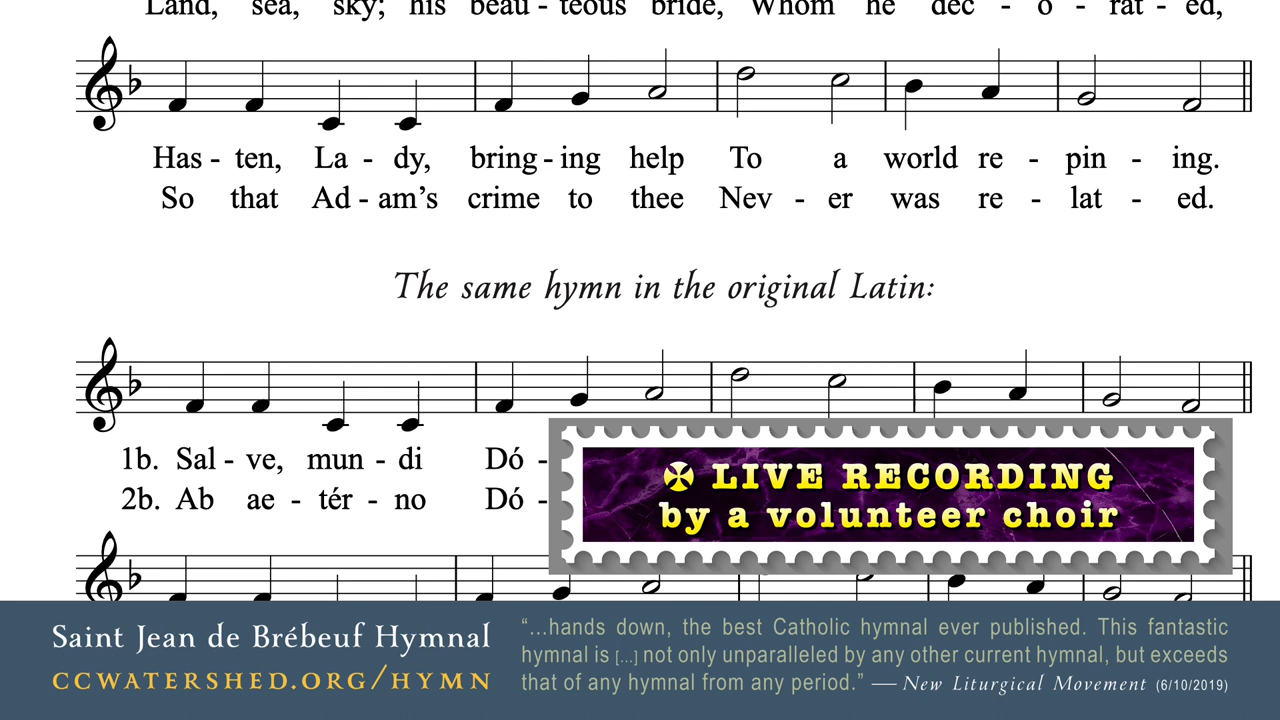 Land, sea, sky; his beau - teous bride, Whom he dec - o - rat - ed,
Has - ten, La - dy, bring - ing help To a world re - pin - ing.
So that Ad - am’s crime to thee Nev - er was re - lat - ed.
The same hymn in the original Latin:
1b. Sal - ve, mun - di Dó -
2b. Ab ae - tér - no Dó -
LIVE RECORDING
by a volunteer choir
Saint Jean de Brébeuf Hymnal
CCWATERSHED.ORG/HYMN
“...hands down, the best Catholic hymnal ever published. This fantastic
hymnal is [...] not only unparalleled by any other current hymnal, but exceeds
that of any hymnal from any period.” — New Liturgical Movement (6/10/2019)